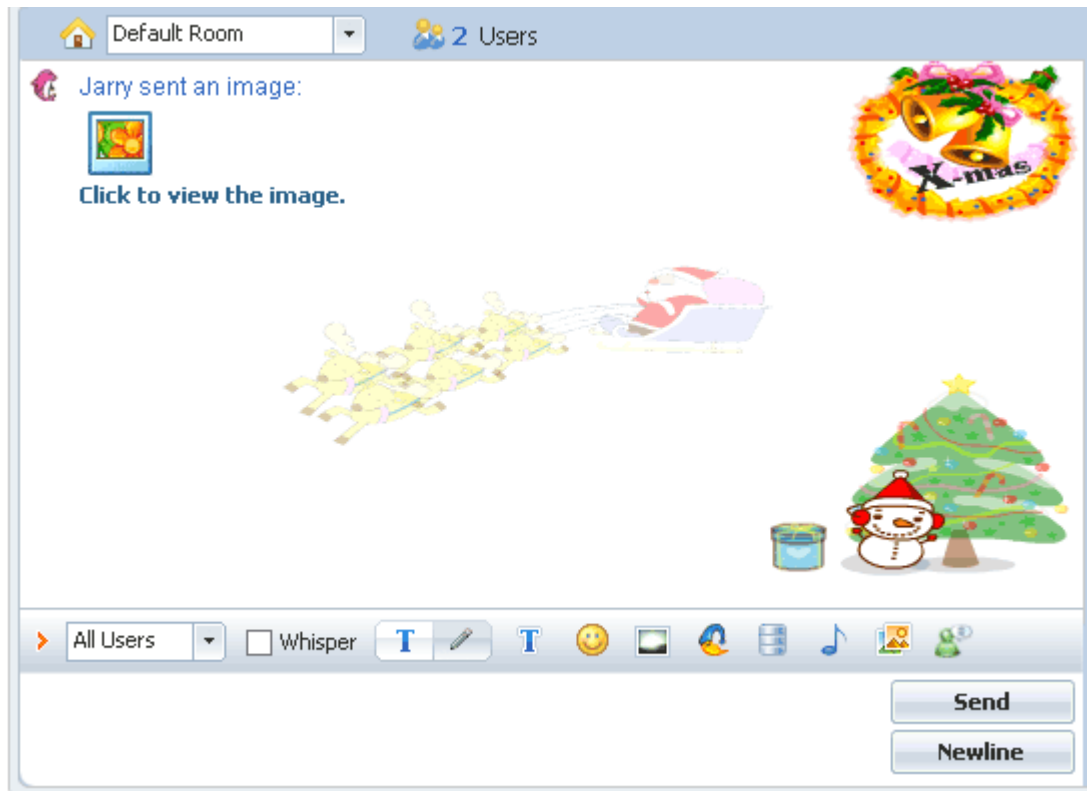 Default Room
2 Users
Jarry sent an image:
Click to view the image.
X-mas
All Users
Whisper
T
T
Send
Newline